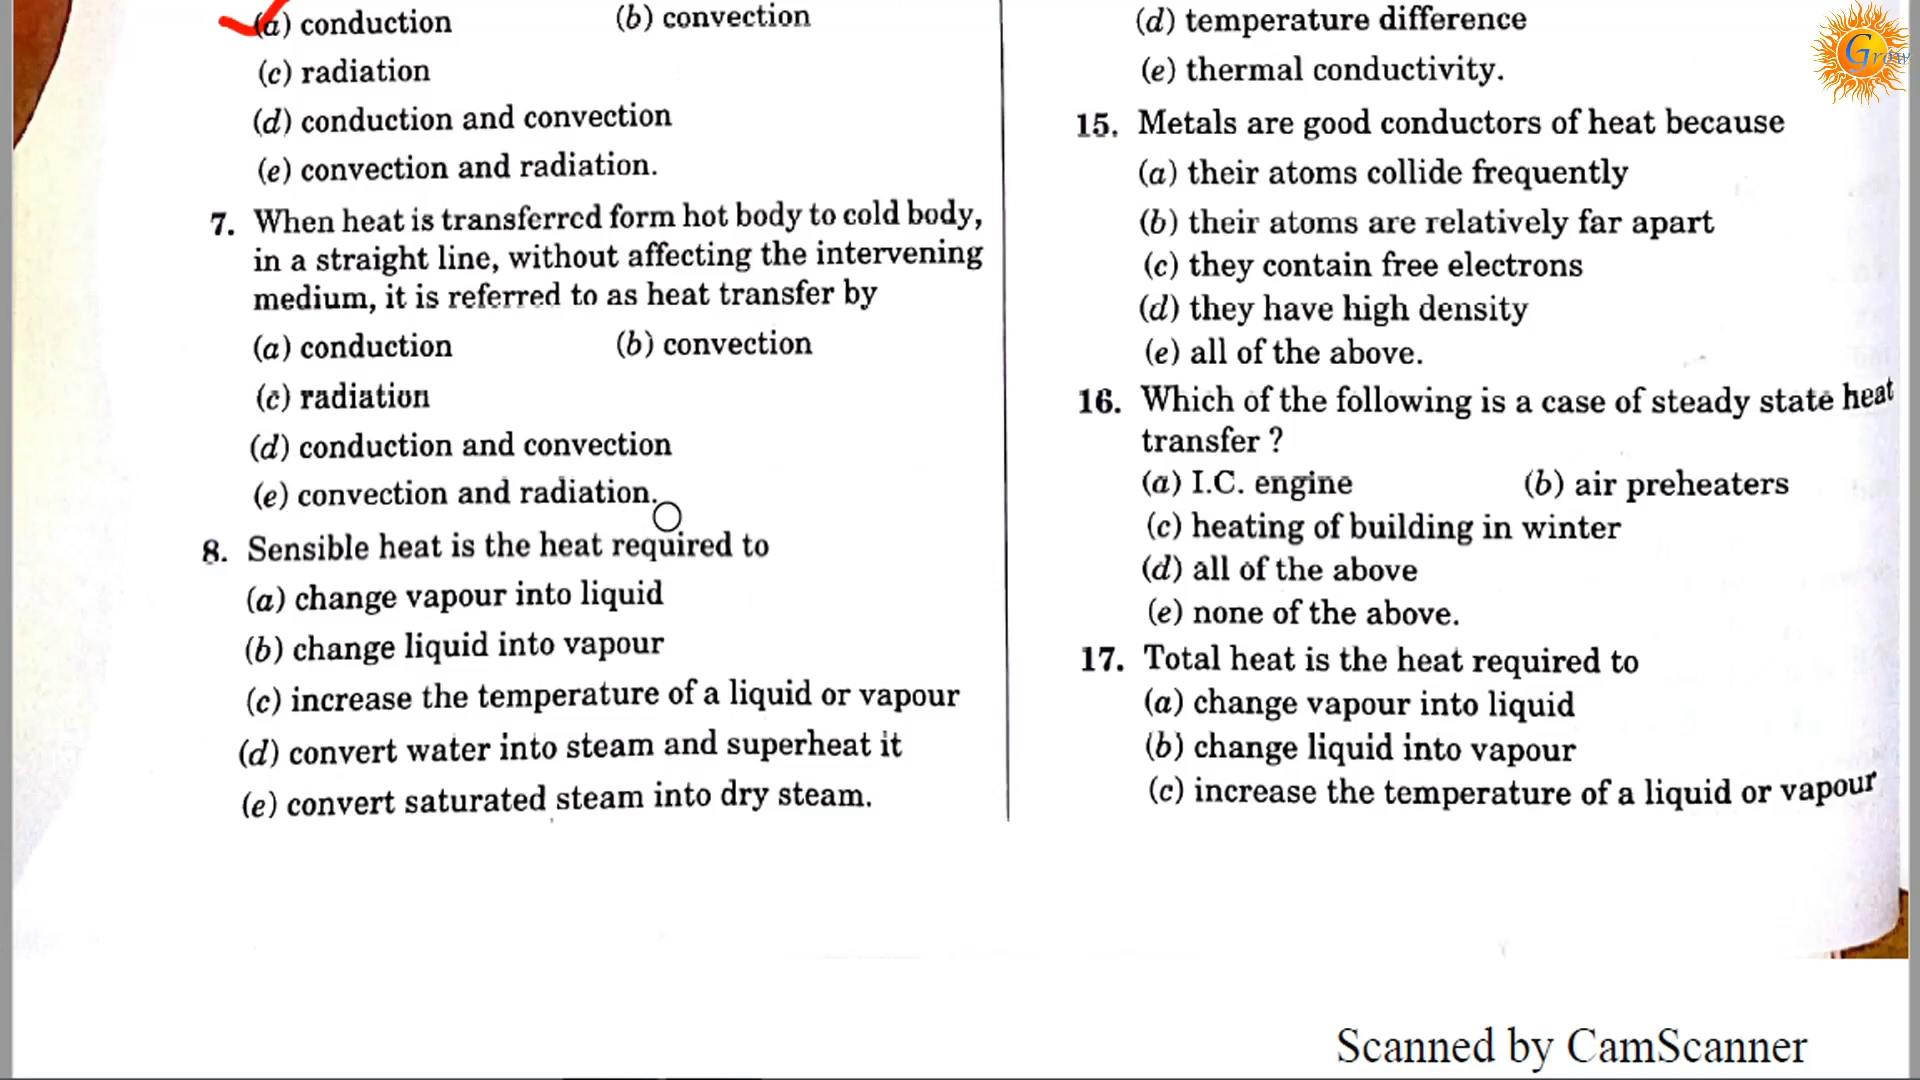 (a) conduction (b) convection
(c) radiation
(d) conduction and convection
(e) convection and radiation.
7. When heat is transferred form hot body to cold body,
in a straight line, without affecting the intervening
medium, it is referred to as heat transfer by
(a) conduction (b) convection
(c) radiation
(d) conduction and convection
(e) convection and radiation.
8. Sensible heat is the heat required to
(a) change vapour into liquid
(b) change liquid into vapour
(c) increase the temperature of a liquid or vapour
(d) convert water into steam and superheat it
(e) convert saturated steam into dry steam.
(d) temperature difference
(e) thermal conductivity.
15. Metals are good conductors of heat because
(a) their atoms collide frequently
(b) their atoms are relatively far apart
(c) they contain free electrons
(d) they have high density
(e) all of the above.
16. Which of the following is a case of steady state heat
transfer ?
(a) I.C. engine (b) air preheaters
(c) heating of building in winter
(d) all of the above
(e) none of the above.
17. Total heat is the heat required to
(a) change vapour into liquid
(b) change liquid into vapour
(c) increase the temperature of a liquid or vapour
Grow
Scanned by CamScanner